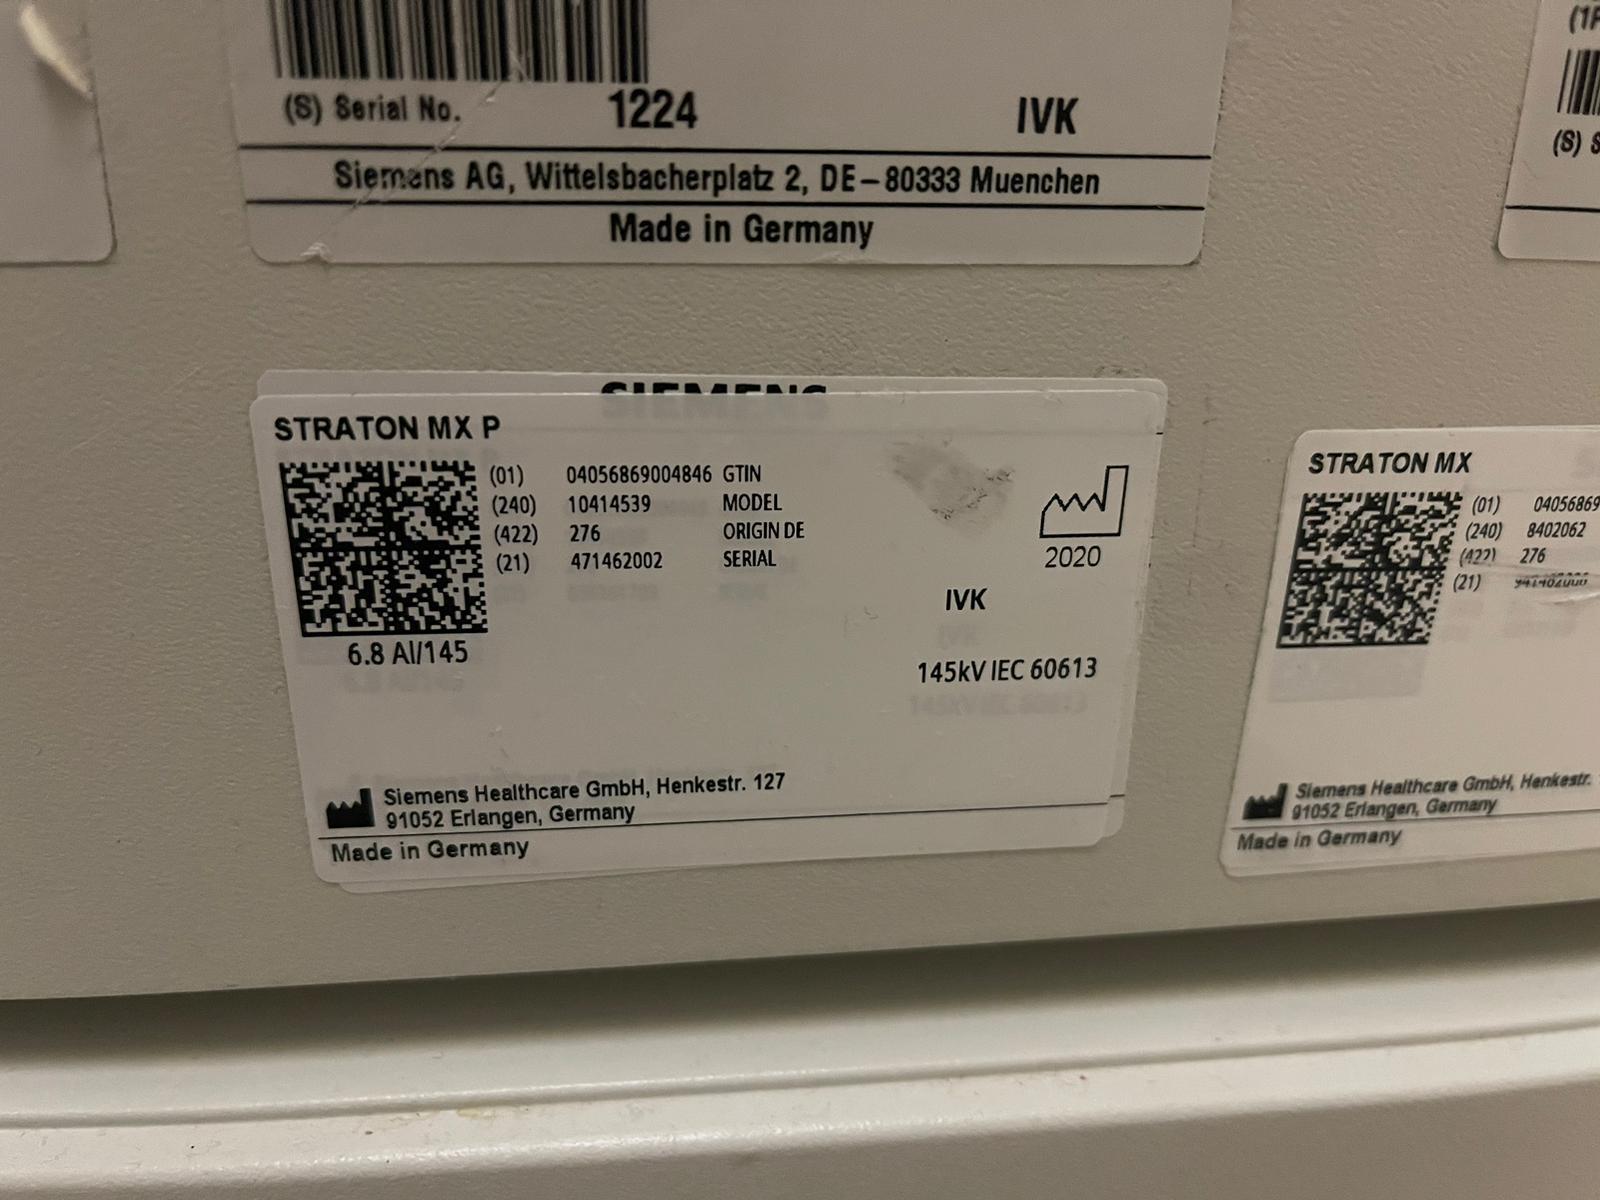 (S) Serial No. 1224 IVK
Siemens AG, Wittelsbacherplatz 2, DE-80333 Muenchen
Made in Germany
(1P
(S) S
SIEMENS
STRATON MX P
(01) 04056869004846 GTIN
(240) 10414539 MODEL
(422) 276 ORIGIN DE
(21) 471462002 SERIAL
2020
IVK
6.8 Al/145
145kV IEC 60613
Siemens Healthcare GmbH, Henkestr. 127
91052 Erlangen, Germany
Made in Germany
STRATON MX
(01) 04056869
(240) 8402062
(422) 276
(21)
Siemens Healthcare GmbH, Henkestr.
91052 Erlangen, Germany
Made in Germany